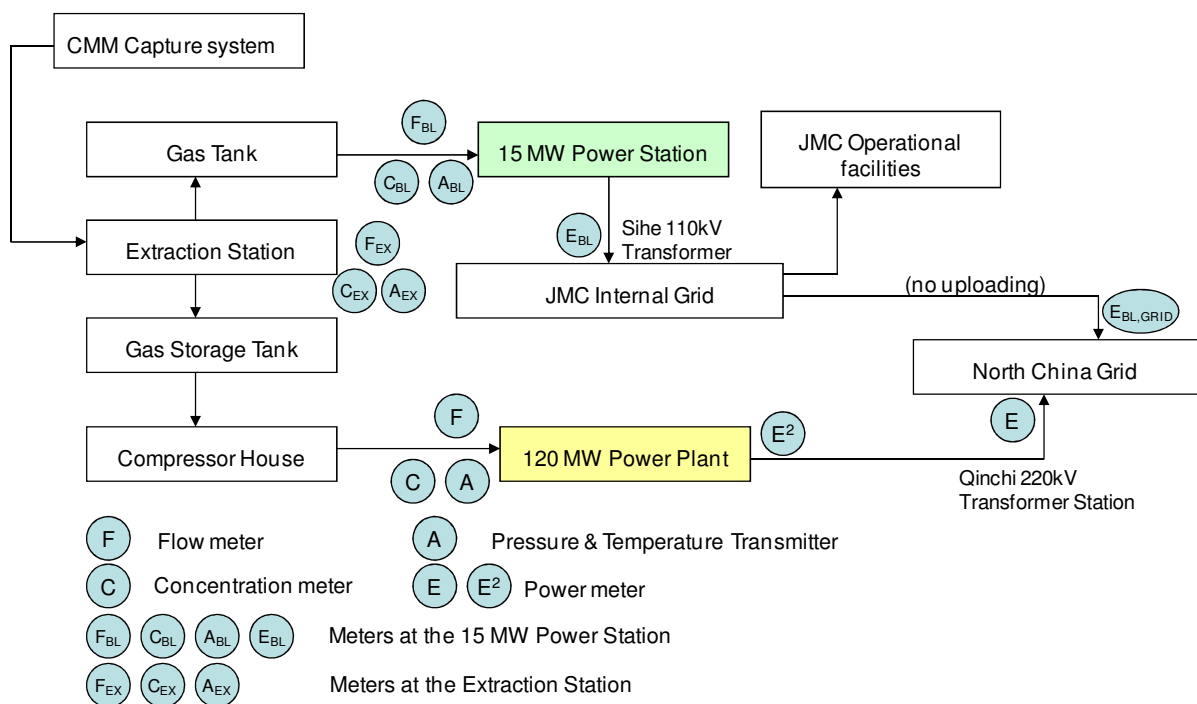 CMM Capture system
F_BL
Gas Tank
15 MW Power Station
JMC Operational
facilities
C_BL A_BL
Extraction Station
F_EX
E_BL
Sihe 110kV
Transformer
C_EX A_EX
JMC Internal Grid
(no uploading)
E_BL,GRID
Gas Storage Tank
North China Grid
F
E
Compressor House
120 MW Power Plant
E²
C A
Qinchi 220kV
Transformer Station
F Flow meter
A Pressure & Temperature Transmitter
C Concentration meter
E E² Power meter
F_BL C_BL A_BL E_BL Meters at the 15 MW Power Station
F_EX C_EX A_EX Meters at the Extraction Station